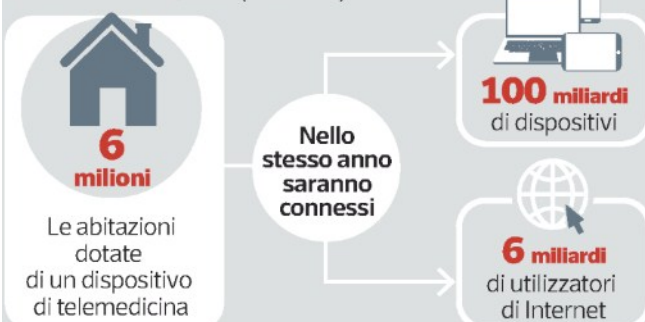 6
milioni
Le abitazioni
dotate
di un dispositivo
di telemedicina
Nello
stesso anno
saranno
connessi
100 miliardi
di dispositivi
6 miliardi
di utilizzatori
di Internet